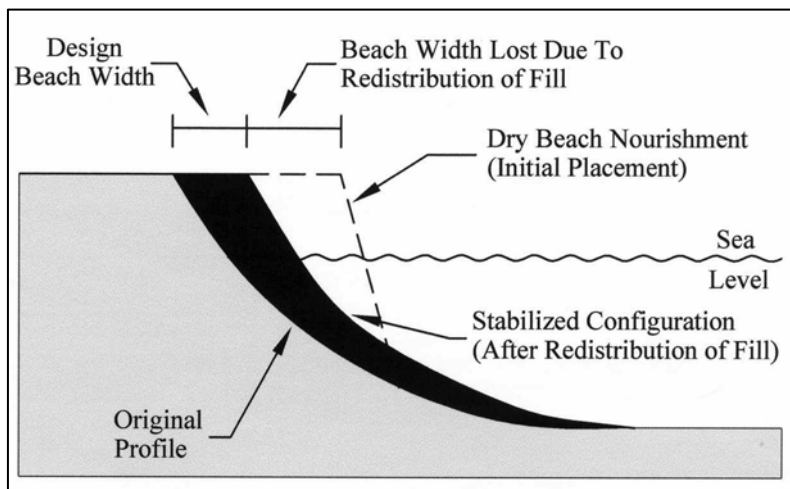 Design
Beach Width
Beach Width Lost Due To
Redistribution of Fill
Dry Beach Nourishment
(Initial Placement)
Sea
Level
Stabilized Configuration
(After Redistribution of Fill)
Original
Profile